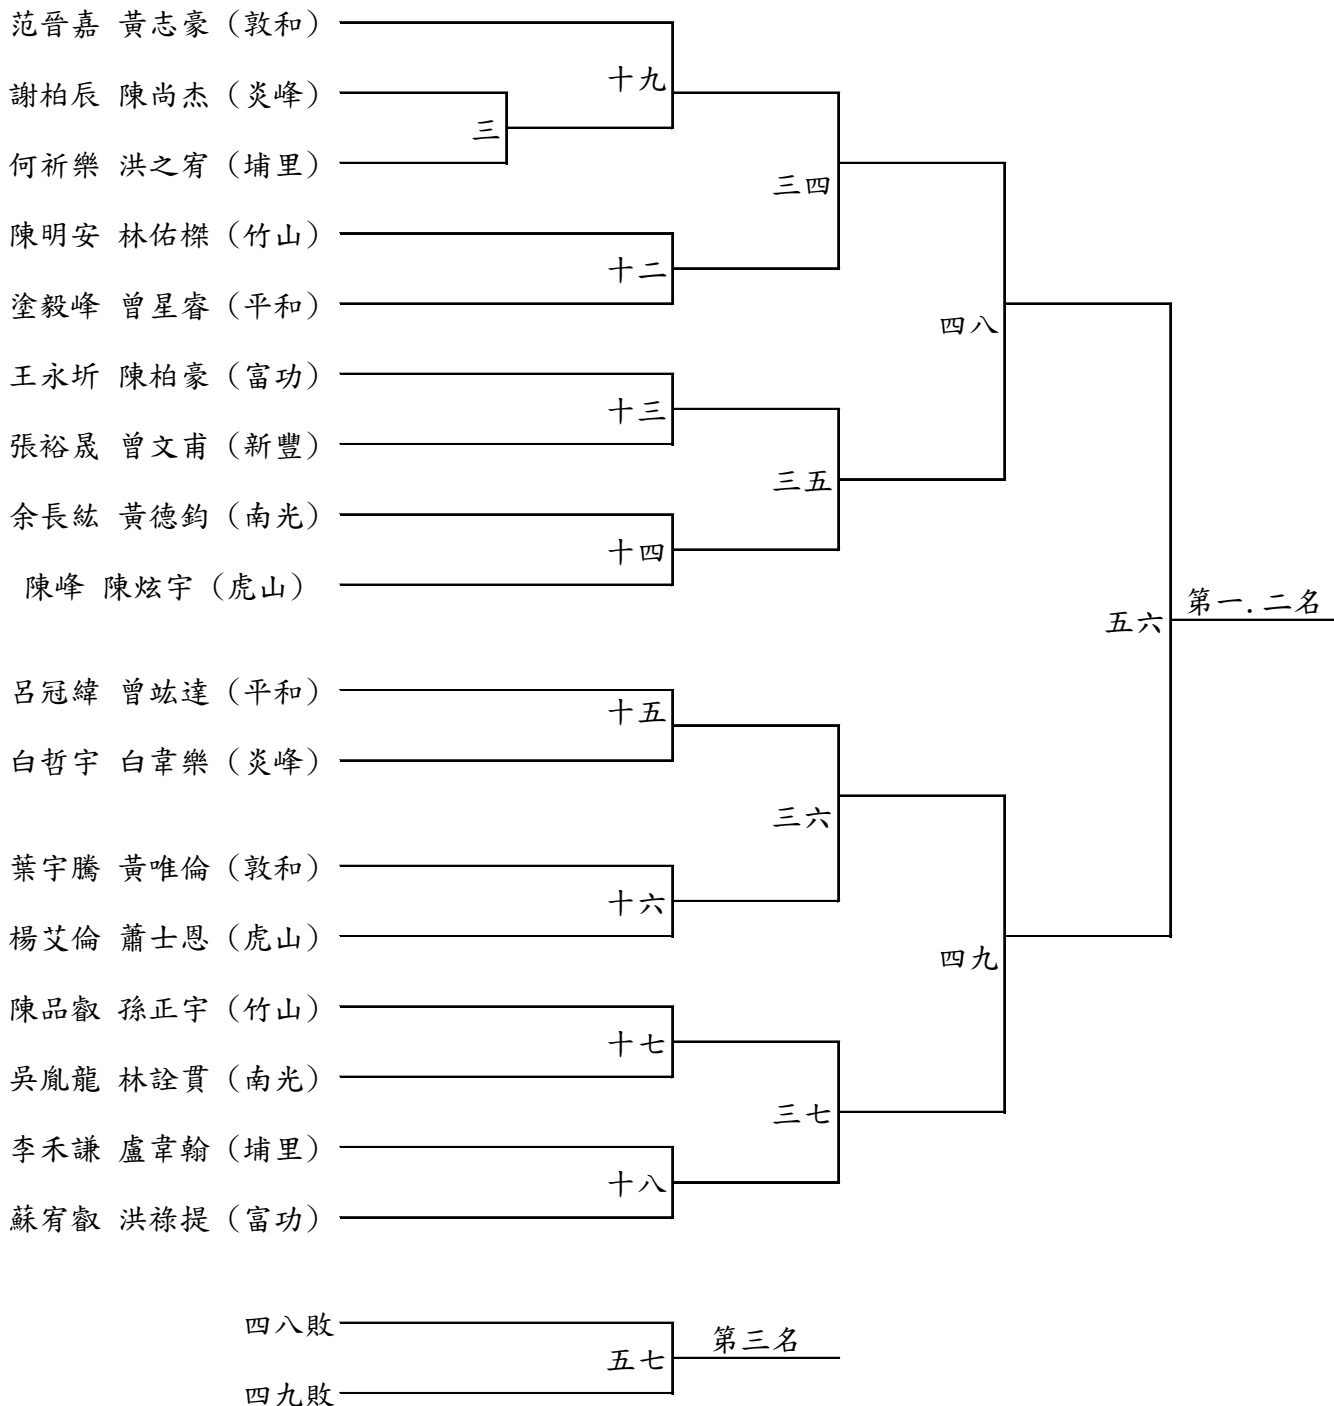 范晉嘉 黃志豪（敦和）
十九
謝柏辰 陳尚杰（炎峰）
三
何祈樂 洪之宥（埔里）
三四
陳明安 林佑榤（竹山）
十二
塗毅峰 曾星睿（平和）
四八
王永圻 陳柏豪（富功）
十三
張裕晟 曾文甫（新豐）
三五
余長紘 黃德鈞（南光）
十四
陳峰 陳炫宇（虎山）
第一.二名
五六
呂冠緯 曾竑達（平和）
十五
白哲宇 白韋樂（炎峰）
三六
葉宇騰 黃唯倫（敦和）
十六
楊艾倫 蕭士恩（虎山）
四九
陳品叡 孫正宇（竹山）
十七
吳胤龍 林詮貫（南光）
三七
李禾謙 盧韋翰（埔里）
十八
蘇宥叡 洪祿提（富功）
四八敗
第三名
五七
四九敗